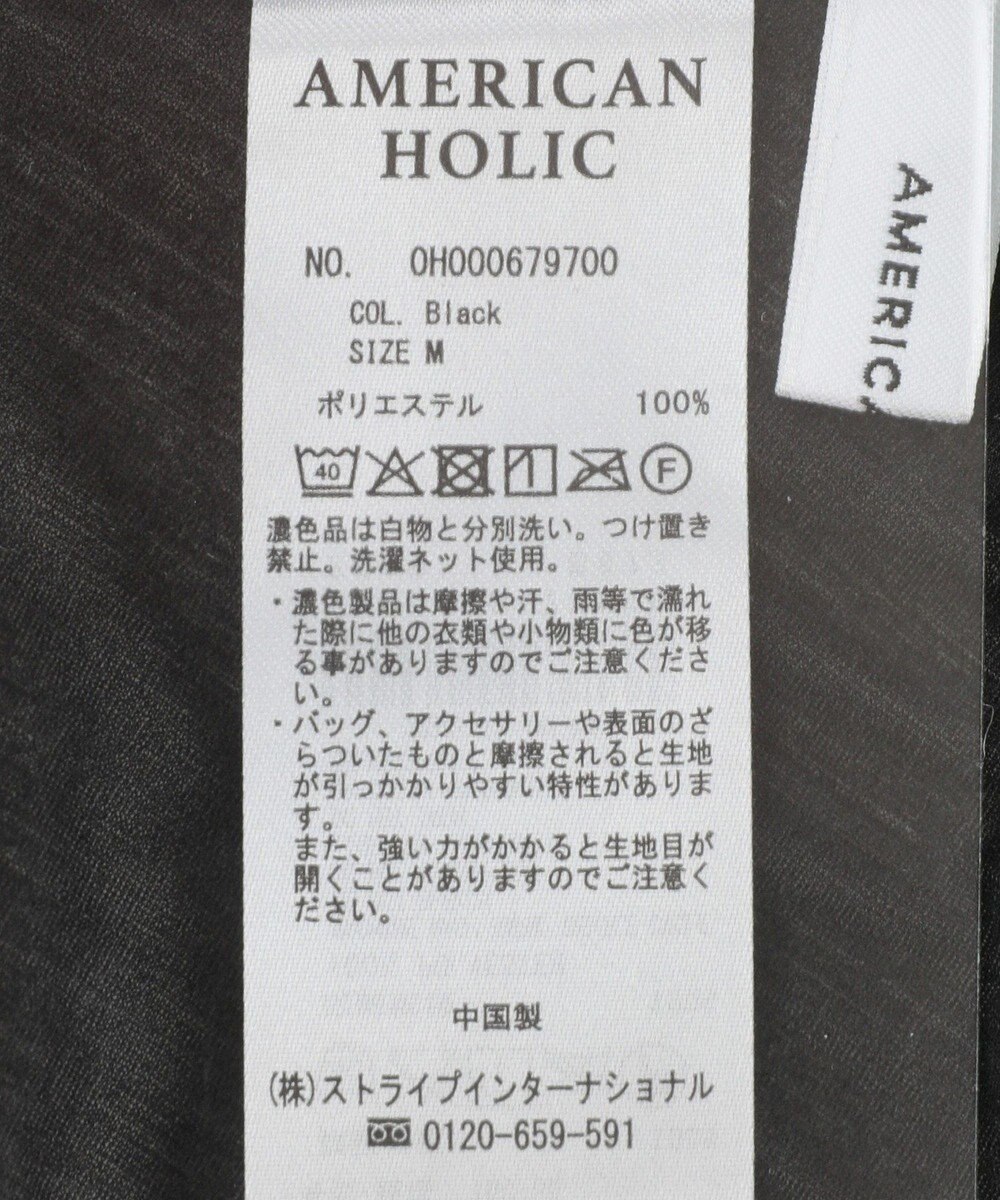 AMERICAN
HOLIC
NO. OH000679700
COL. Black
SIZE M
ポリエステル 100%
40 F
濃色品は白物と分別洗い。つけ置き
禁止。洗濯ネット使用。
・濃色製品は摩擦や汗、雨等で濡れ
た際に他の衣類や小物類に色が移
る事がありますのでご注意くださ
い。
・バッグ、アクセサリーや表面のざ
らついたものと摩擦されると生地
が引っかかりやすい特性がありま
す。
また、強い力がかかると生地目が
開くことがありますのでご注意く
ださい。
中国製
(株)ストライプインターナショナル
0120-659-591
AMERIC